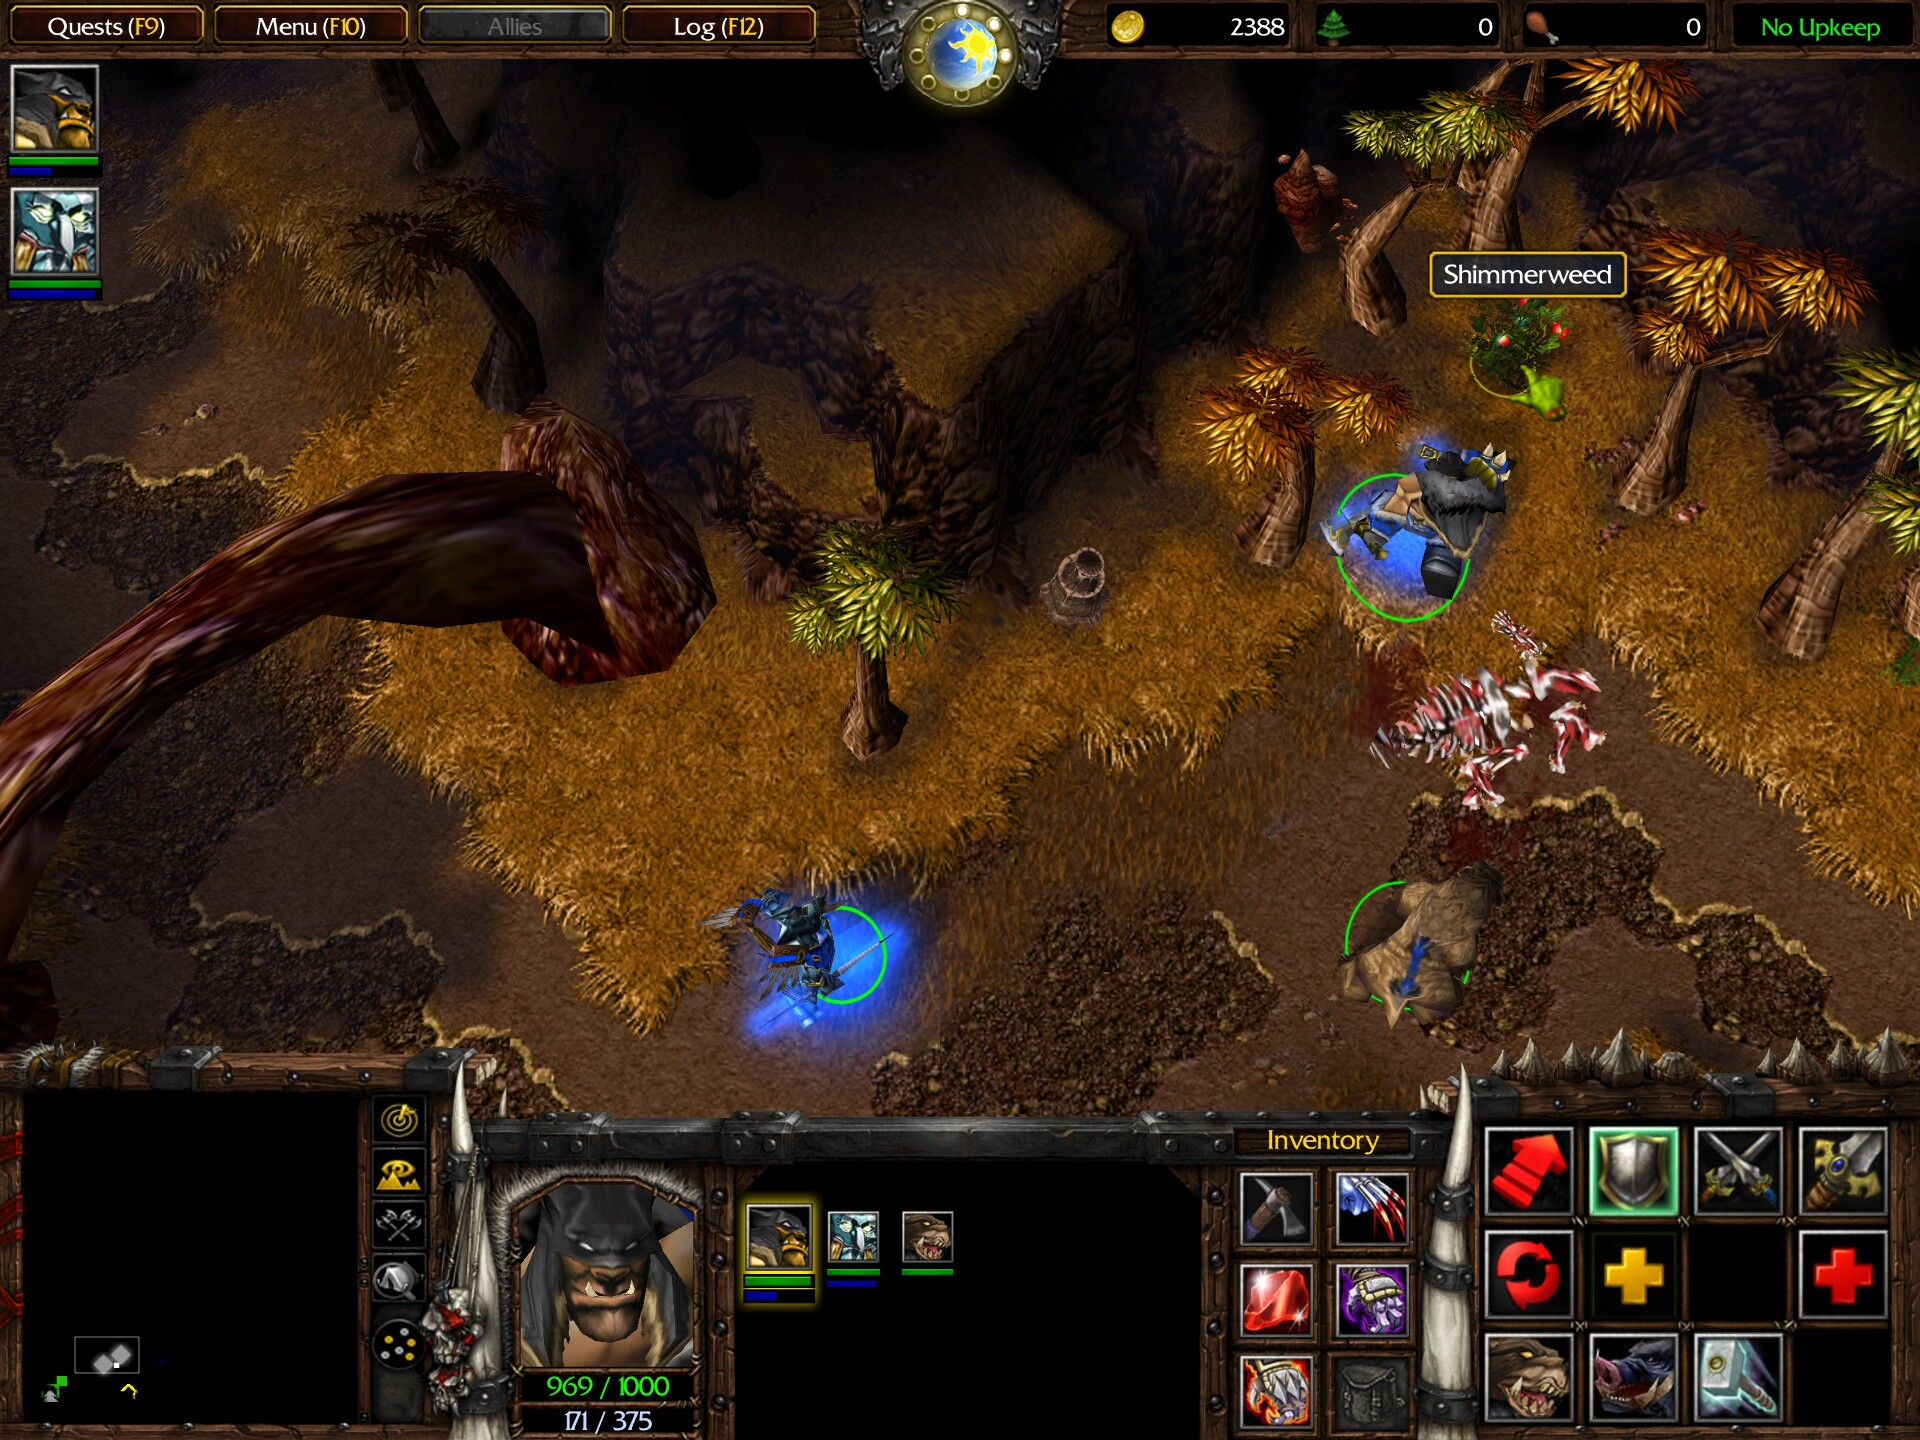 Quests (F9)
Menu (F10)
Allies
Log (F12)
2388
0
0
No Upkeep
Shimmerweed
Inventory
969 / 1000
171 / 375